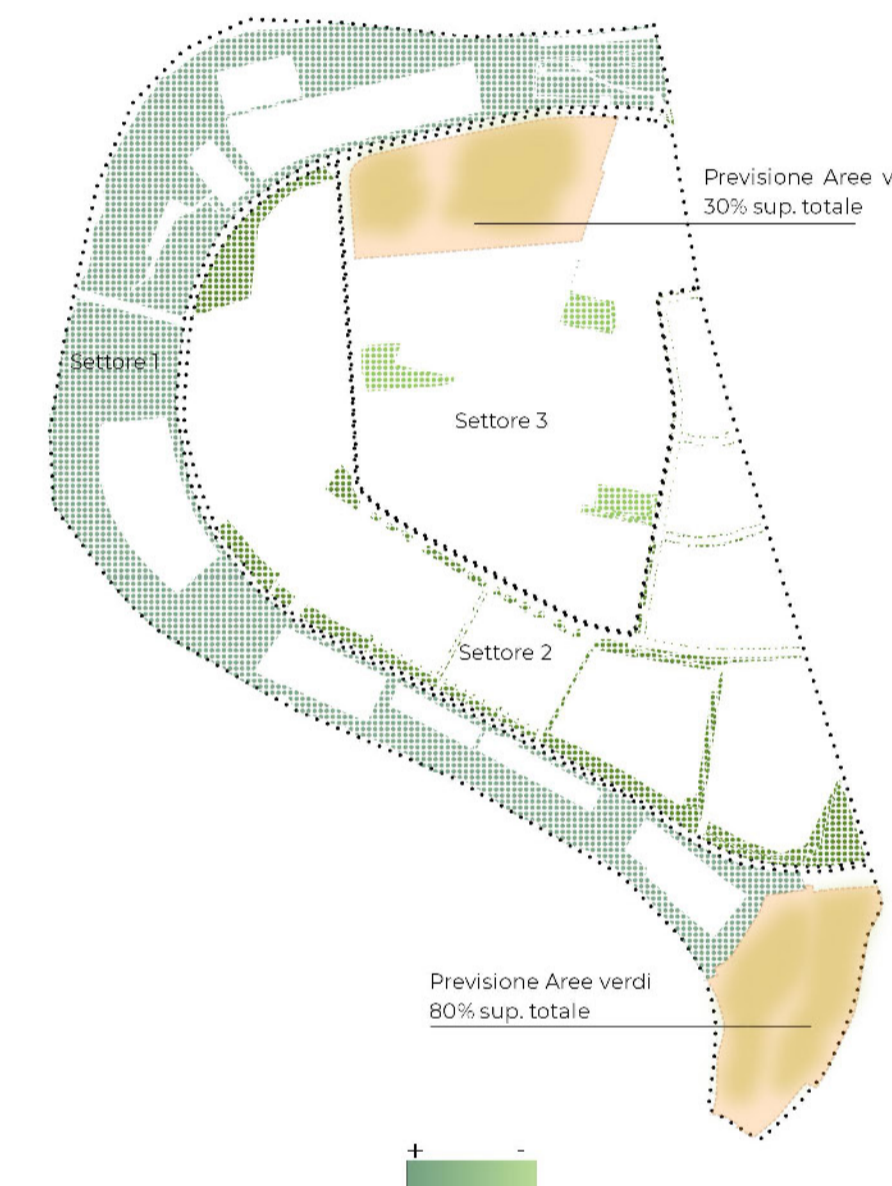 Previsione Aree v
30% sup. totale
Settore 1
Settore 3
Settore 2
Previsione Aree verdi
80% sup. totale
+ -